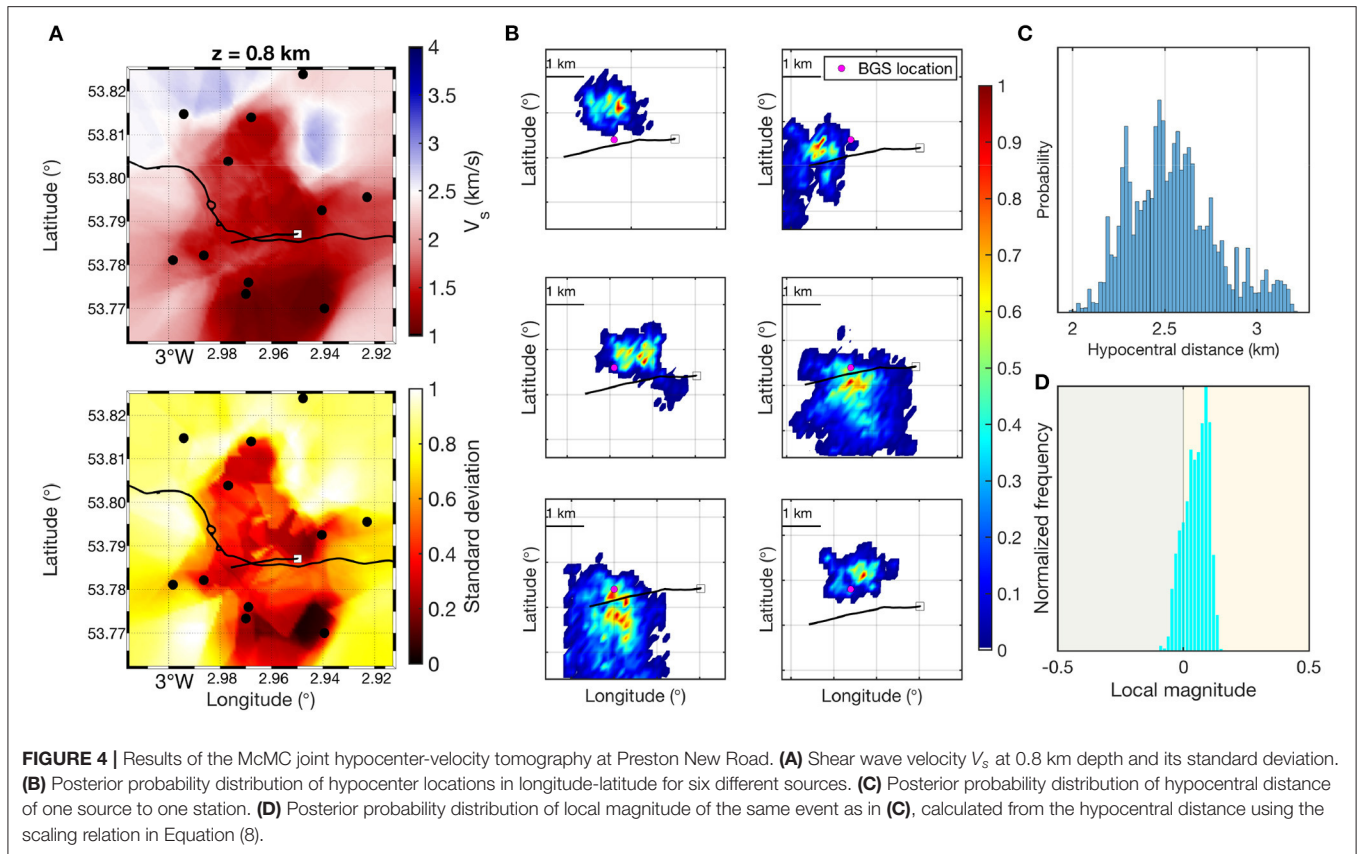 A
z = 0.8 km
53.82
53.81
53.80
53.79
53.78
53.77
Latitude (°)
3°W
2.98
2.96
2.94
2.92
4
3.5
3
2.5
2
1.5
1
V_s (km/s)
53.82
53.81
53.80
53.79
53.78
53.77
Latitude (°)
3°W
2.98
2.96
2.94
2.92
Longitude (°)
1
0.8
0.6
0.4
0.2
0
Standard deviation
B
1 km
Latitude (°)
1 km
BGS location
Latitude (°)
1 km
Latitude (°)
1 km
Latitude (°)
1 km
Latitude (°)
Longitude (°)
1 km
Latitude (°)
Longitude (°)
1
0.9
0.8
0.7
0.6
0.5
0.4
0.3
0.2
0.1
0
C
Probability
2
2.5
3
Hypocentral distance (km)
D
Normalized frequency
-0.5
0
0.5
Local magnitude
FIGURE 4 | Results of the McMC joint hypocenter-velocity tomography at Preston New Road. (A) Shear wave velocity Vs at 0.8 km depth and its standard deviation.
(B) Posterior probability distribution of hypocenter locations in longitude-latitude for six different sources. (C) Posterior probability distribution of hypocentral distance
of one source to one station. (D) Posterior probability distribution of local magnitude of the same event as in (C), calculated from the hypocentral distance using the
scaling relation in Equation (8).